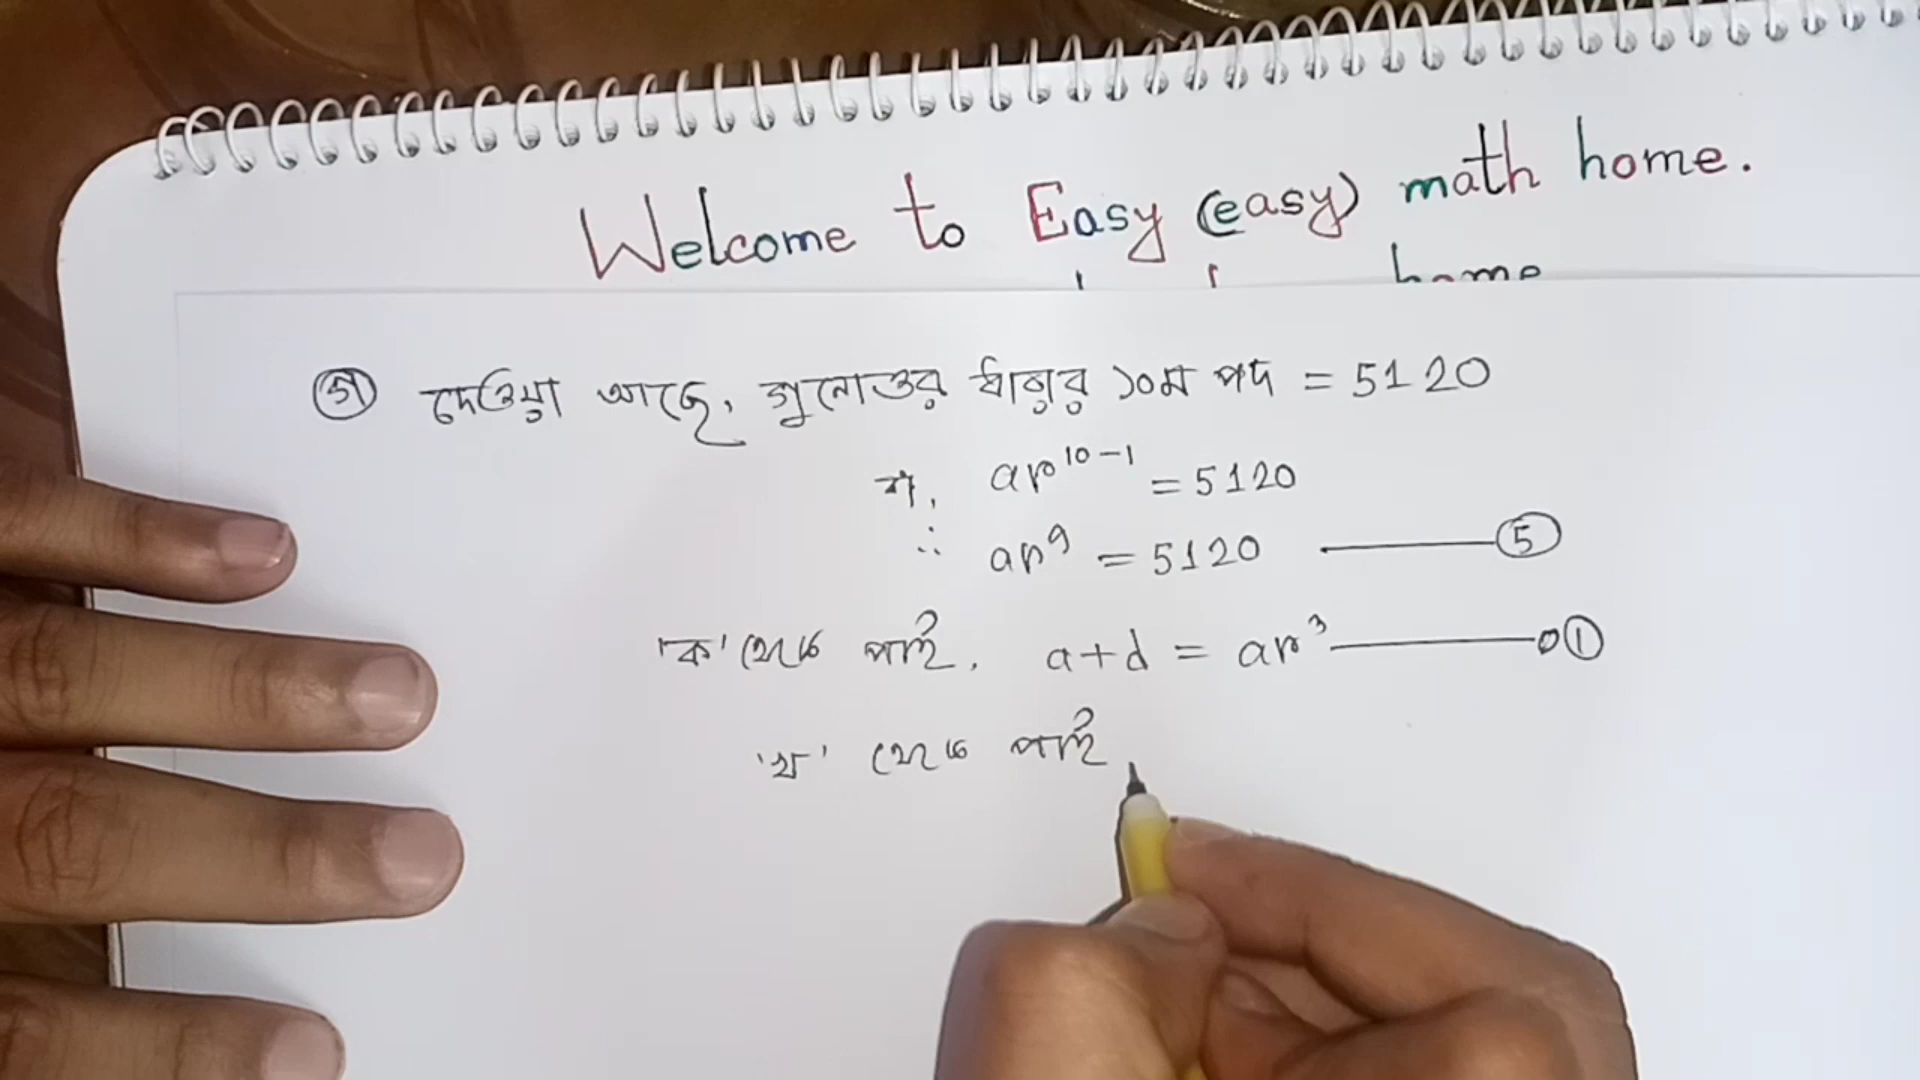 Welcome to Easy (easy) math home.
home
গ দেওয়া আছে, গুনোত্তর ধারার ১০ম পদ = 5120
বা, ar^10-1 = 5120
∴ ar^9 = 5120 ——— 5
'ক' থেকে পাই, a+d = ar^3 ——— 1
'খ' থেকে পাই,